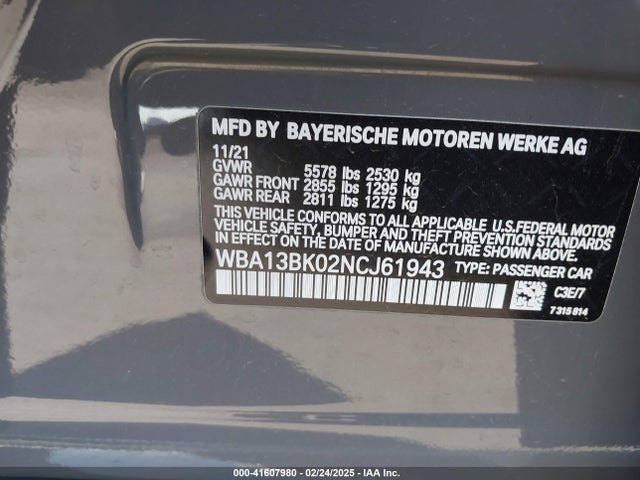 MFD BY BAYERISCHE MOTOREN WERKE AG
11/21
GVWR 5578 lbs 2530 kg
GAWR FRONT 2855 lbs 1295 kg
GAWR REAR 2811 lbs 1275 kg
THIS VEHICLE CONFORMS TO ALL APPLICABLE U.S. FEDERAL MOTOR
VEHICLE SAFETY, BUMPER AND THEFT PREVENTION STANDARDS
IN EFFECT ON THE DATE OF MANUFACTURE SHOWN ABOVE.
WBA13BK02NCJ61943 TYPE: PASSENGER CAR
C3E/7
7 315 814
000-41607980 - 02/24/2025 - IAA Inc.